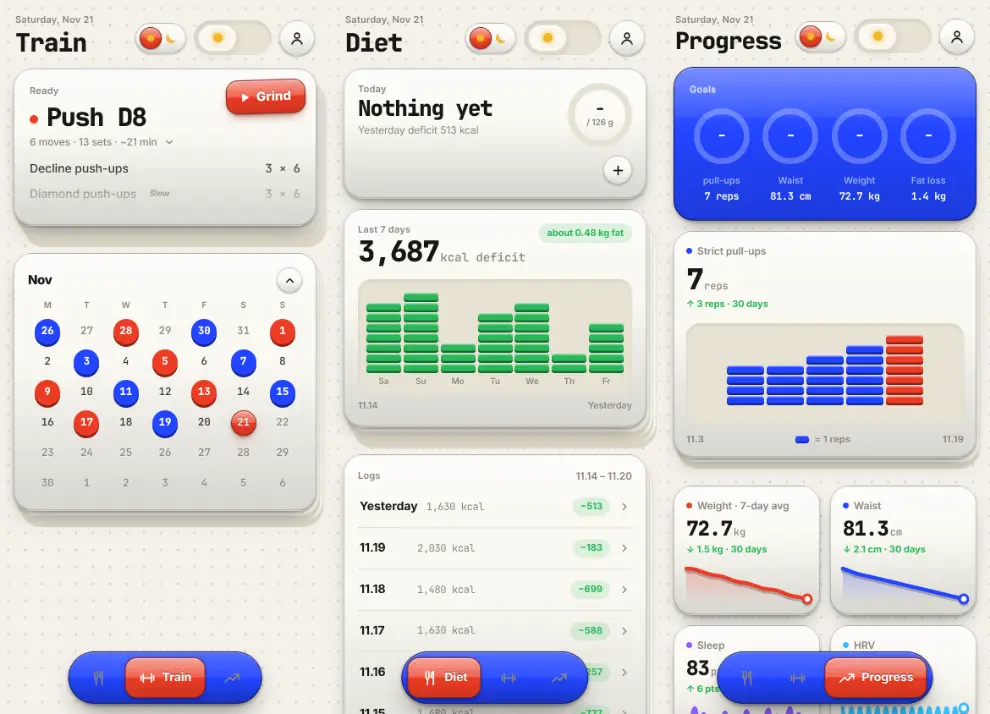 Saturday, Nov 21
Train
Ready
Push D8
Grind
6 moves · 13 sets · ~21 min
Decline push-ups 3 × 6
Diamond push-ups Slow 3 × 6
Nov
M T W T F S S
26 27 28 29 30 31 1
2 3 4 5 6 7 8
9 10 11 12 13 14 15
16 17 18 19 20 21 22
23 24 25 26 27 28 29
30 1 2 3 4 5 6
Train
Saturday, Nov 21
Diet
Today
Nothing yet
Yesterday deficit 513 kcal
-
/ 126 g
+
Last 7 days
3,687 kcal deficit
about 0.48 kg fat
Sa Su Mo Tu We Th Fr
11.14 Yesterday
Logs 11.14 – 11.20
Yesterday 1,630 kcal −513
11.19 2,030 kcal −183
11.18 1,480 kcal −699
11.17 1,630 kcal −588
11.16 257
11.15 1,480 kcal −727
Diet
Saturday, Nov 21
Progress
Goals
- - - -
pull-ups Waist Weight Fat loss
7 reps 81.3 cm 72.7 kg 1.4 kg
Strict pull-ups
7 reps
↑ 3 reps · 30 days
11.3 = 1 reps 11.19
Weight · 7-day avg
72.7 kg
↓ 1.5 kg · 30 days
Waist
81.3 cm
↓ 2.1 cm · 30 days
Sleep
83
↑ 6 pts
HRV
Progress